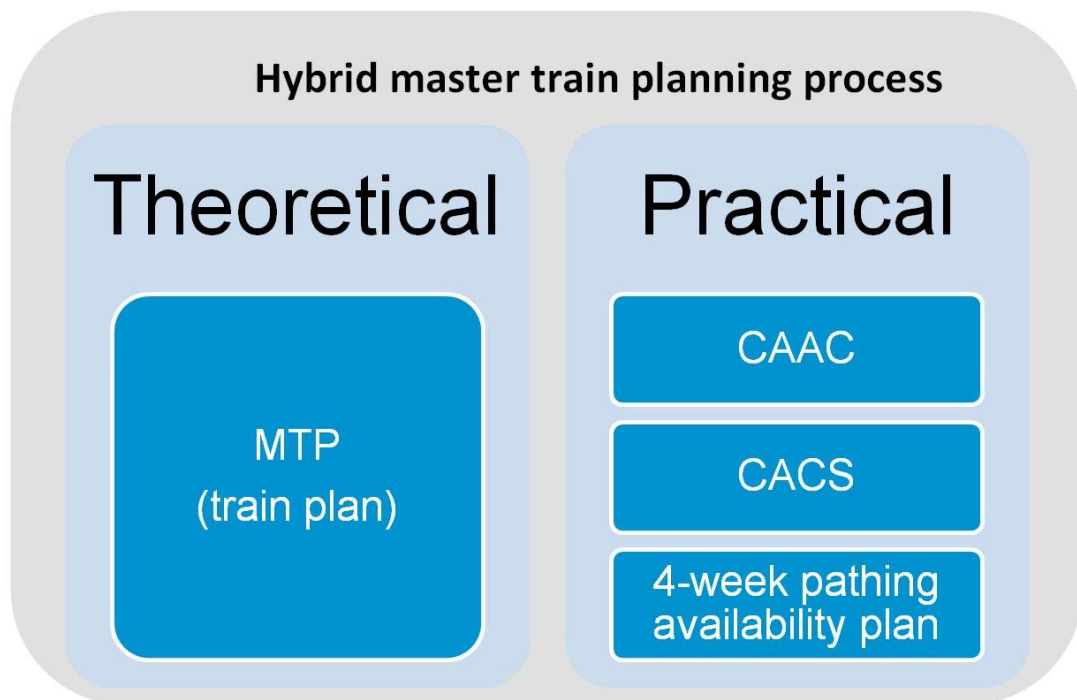 Hybrid master train planning process
Theoretical
MTP
(train plan)
Practical
CAAC
CACS
4-week pathing
availability plan